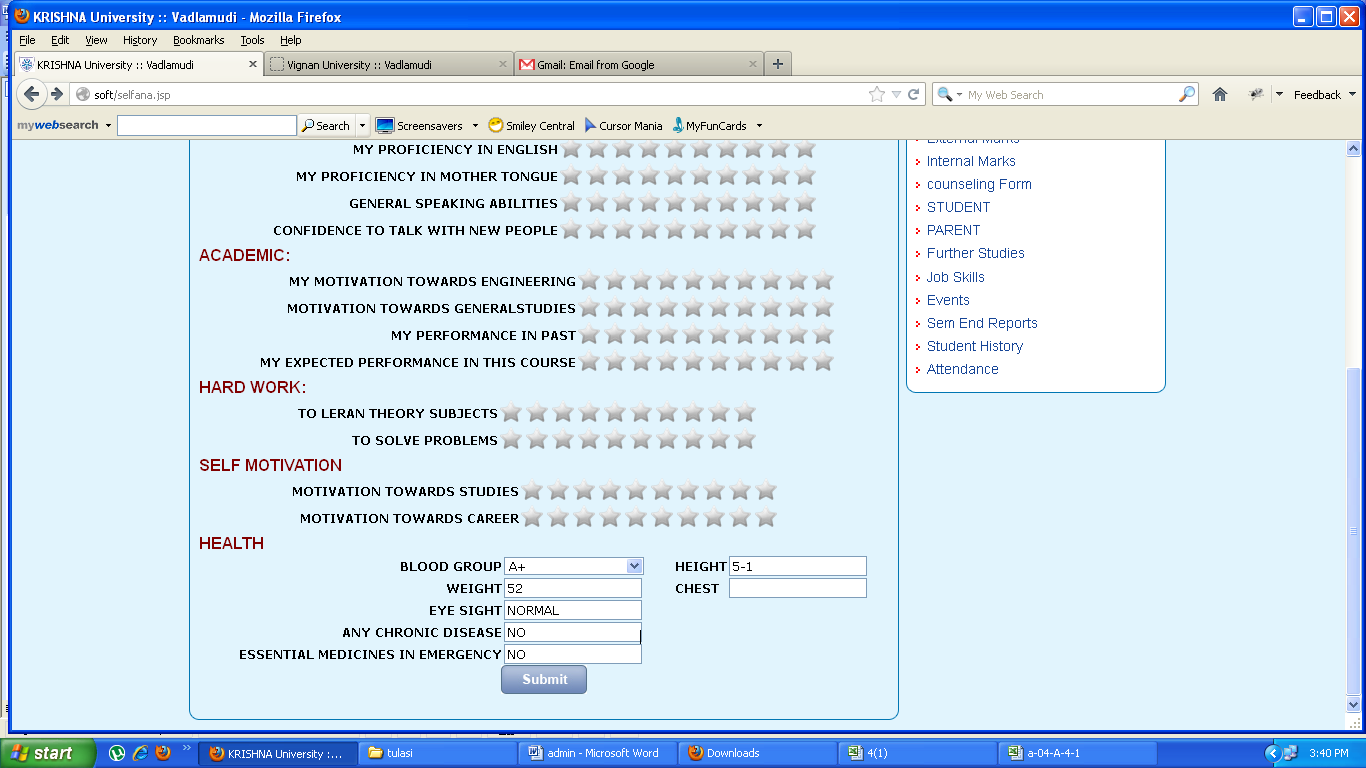 KRISHNA University :: Vadlamudi - Mozilla Firefox
File Edit View History Bookmarks Tools Help
KRISHNA University :: Vadlamudi
Vignan University :: Vadlamudi
Gmail: Email from Google
soft/selfana.jsp
My Web Search
Feedback
mywebsearch
Search
Screensavers
Smiley Central
Cursor Mania
MyFunCards
MY PROFICIENCY IN ENGLISH
MY PROFICIENCY IN MOTHER TONGUE
GENERAL SPEAKING ABILITIES
CONFIDENCE TO TALK WITH NEW PEOPLE
ACADEMIC:
MY MOTIVATION TOWARDS ENGINEERING
MOTIVATION TOWARDS GENERALSTUDIES
MY PERFORMANCE IN PAST
MY EXPECTED PERFORMANCE IN THIS COURSE
HARD WORK:
TO LERAN THEORY SUBJECTS
TO SOLVE PROBLEMS
SELF MOTIVATION
MOTIVATION TOWARDS STUDIES
MOTIVATION TOWARDS CAREER
HEALTH
BLOOD GROUP A+ HEIGHT 5-1
WEIGHT 52 CHEST
EYE SIGHT NORMAL
ANY CHRONIC DISEASE NO
ESSENTIAL MEDICINES IN EMERGENCY NO
Submit
External Marks
Internal Marks
counseling Form
STUDENT
PARENT
Further Studies
Job Skills
Events
Sem End Reports
Student History
Attendance
start
KRISHNA University :...
tulasi
admin - Microsoft Word
Downloads
4(1)
a-04-A-4-1
3:40 PM